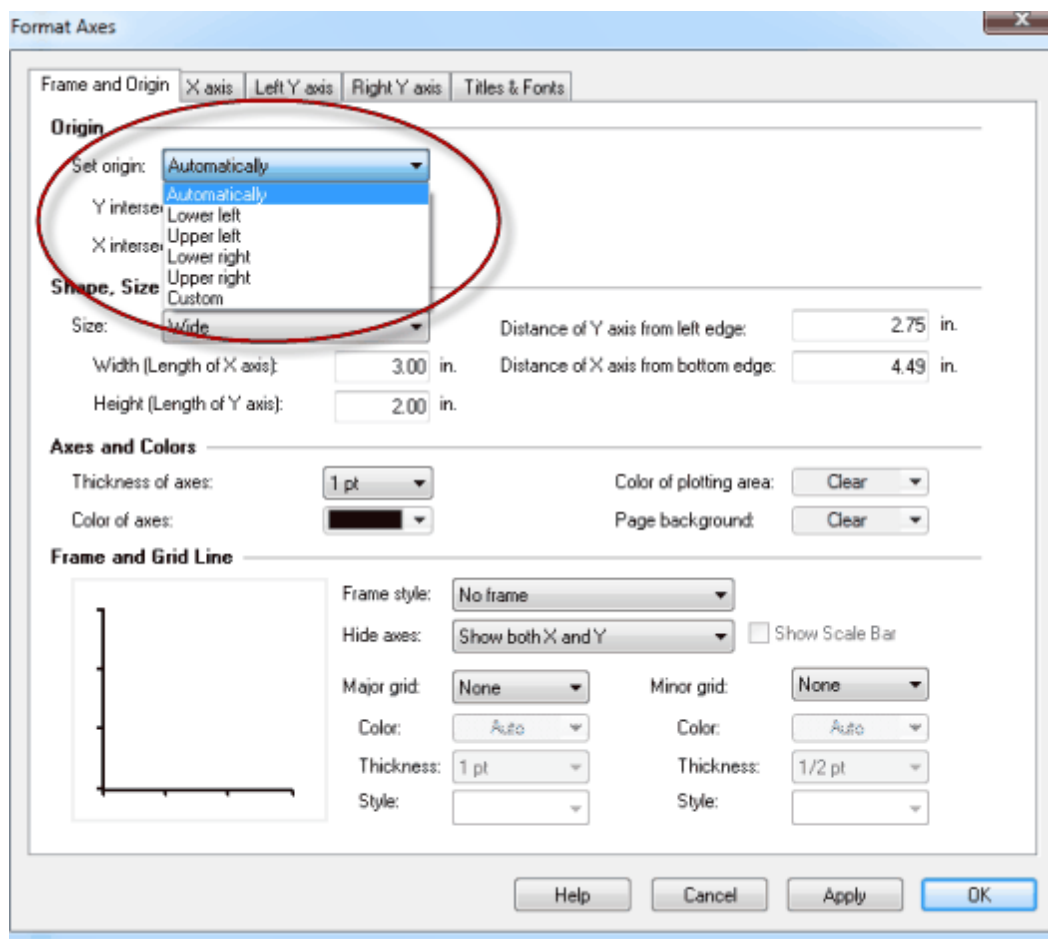 Format Axes
Frame and Origin X axis Left Y axis Right Y axis Titles & Fonts
Origin
Set origin: Automatically
Automatically
Y interse Lower left
Upper left
X interse Lower right
Upper right
Shape, Size
Custom
Size: Wide Distance of Y axis from left edge: 2.75 in.
Width (Length of X axis): 3.00 in. Distance of X axis from bottom edge: 4.49 in.
Height (Length of Y axis): 2.00 in.
Axes and Colors
Thickness of axes: 1 pt Color of plotting area: Clear
Color of axes: Page background: Clear
Frame and Grid Line
Frame style: No frame
Hide axes: Show both X and Y Show Scale Bar
Major grid: None Minor grid: None
Color: Auto Color: Auto
Thickness: 1 pt Thickness: 1/2 pt
Style: Style:
Help Cancel Apply OK